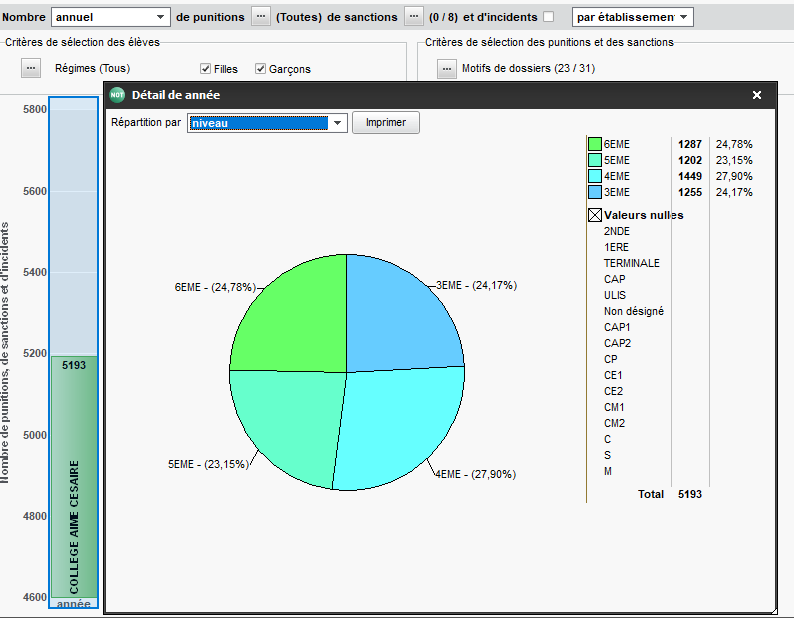 Nombre annuel de punitions ... (Toutes) de sanctions ... (0 / 8) et d'incidents par établissement
Critères de sélection des élèves
Critères de sélection des punitions et des sanctions
... Régimes (Tous) Filles Garçons
... Motifs de dossiers (23 / 31)
NOT Détail de année
Répartition par niveau Imprimer
Nombre de punitions, de sanctions et d'incidents
5800
5600
5400
5200
5000
4800
4600
5193
COLLEGE AIME CESAIRE
année
6EME - (24,78%)
3EME - (24,17%)
5EME - (23,15%)
4EME - (27,90%)
6EME 1287 24,78%
5EME 1202 23,15%
4EME 1449 27,90%
3EME 1255 24,17%
Valeurs nulles
2NDE
1ERE
TERMINALE
CAP
ULIS
Non désigné
CAP1
CAP2
CP
CE1
CE2
CM1
CM2
C
S
M
Total 5193